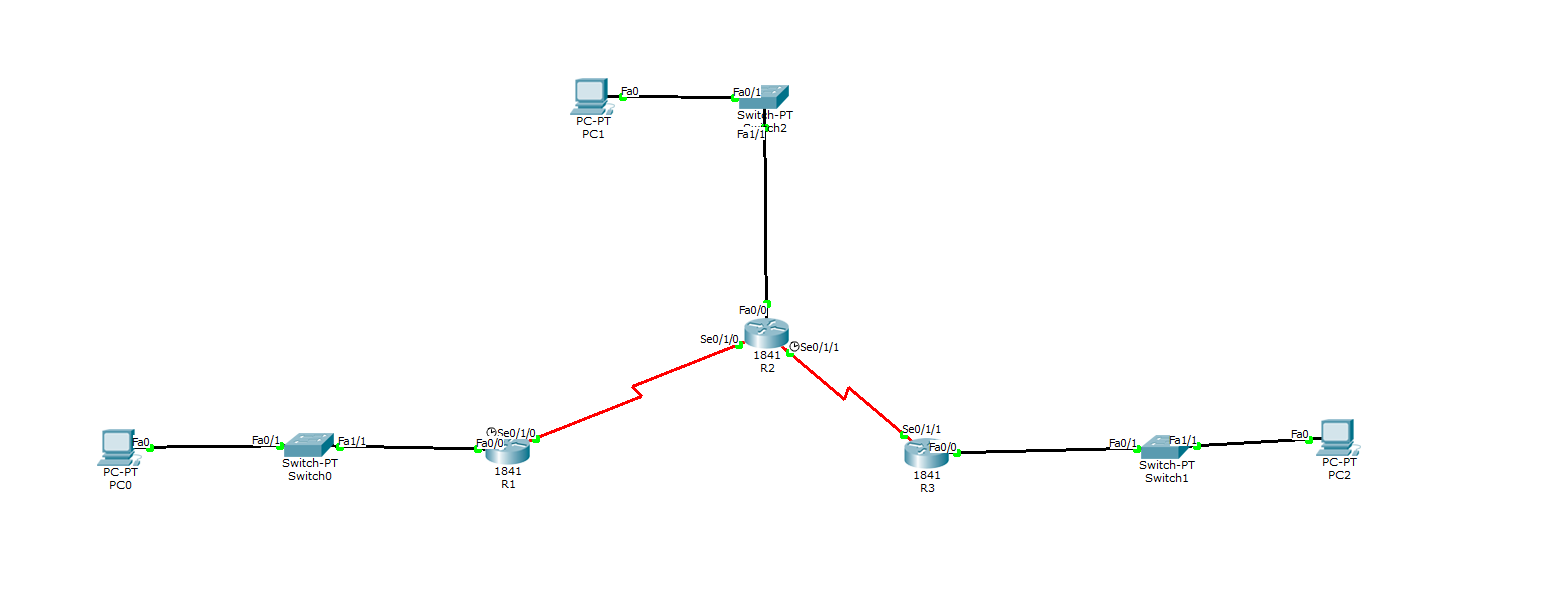 Fa0
Fa0/1
PC-PT
PC1
Switch-PT
Fa1/1
Fa0/0
Se0/1/0
Se0/1/1
1841
R2
Fa0
Fa0/1
Fa1/1
Se0/1/0
Fa0/0
PC-PT
PC0
Switch-PT
Switch0
1841
R1
Se0/1/1
Fa0/0
Fa0/1
Fa1/1
Fa0
1841
R3
Switch-PT
Switch1
PC-PT
PC2